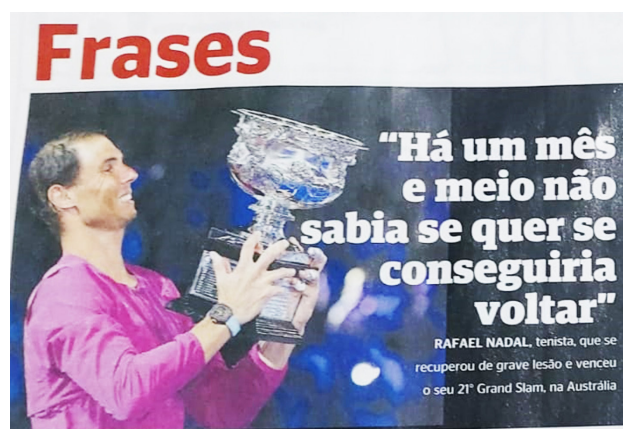 Frases
“Há um mês
e meio não
sabia se quer se
conseguiria
voltar”
RAFAEL NADAL, tenista, que se
recuperou de grave lesão e venceu
o seu 21º Grand Slam, na Austrália